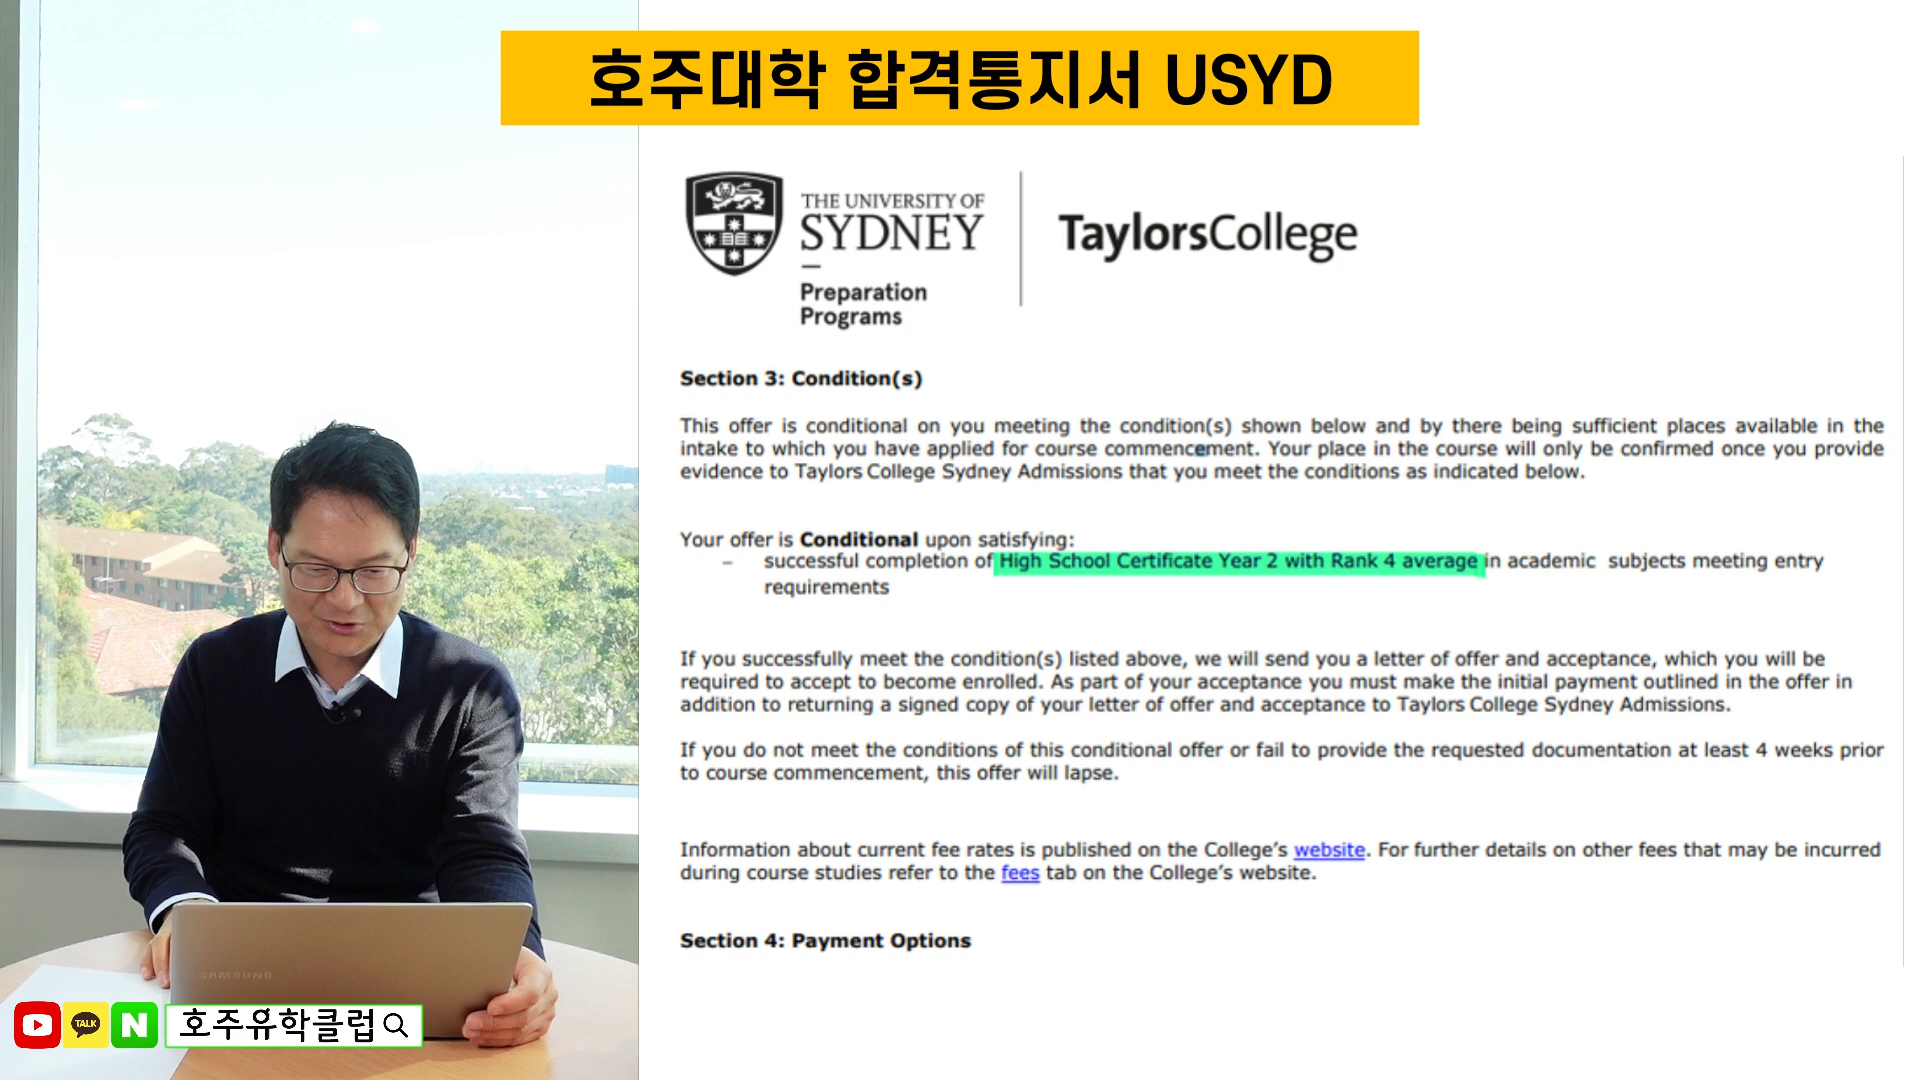 호주대학 합격통지서 USYD
THE UNIVERSITY OF
SYDNEY
Preparation
Programs
TaylorsCollege
Section 3: Condition(s)
This offer is conditional on you meeting the condition(s) shown below and by there being sufficient places available in the
intake to which you have applied for course commencement. Your place in the course will only be confirmed once you provide
evidence to Taylors College Sydney Admissions that you meet the conditions as indicated below.
Your offer is Conditional upon satisfying:
– successful completion of High School Certificate Year 2 with Rank 4 average in academic subjects meeting entry
requirements
If you successfully meet the condition(s) listed above, we will send you a letter of offer and acceptance, which you will be
required to accept to become enrolled. As part of your acceptance you must make the initial payment outlined in the offer in
addition to returning a signed copy of your letter of offer and acceptance to Taylors College Sydney Admissions.
If you do not meet the conditions of this conditional offer or fail to provide the requested documentation at least 4 weeks prior
to course commencement, this offer will lapse.
Information about current fee rates is published on the College's website. For further details on other fees that may be incurred
during course studies refer to the fees tab on the College's website.
Section 4: Payment Options
SAMSUNG
TALK
N
호주유학클럽